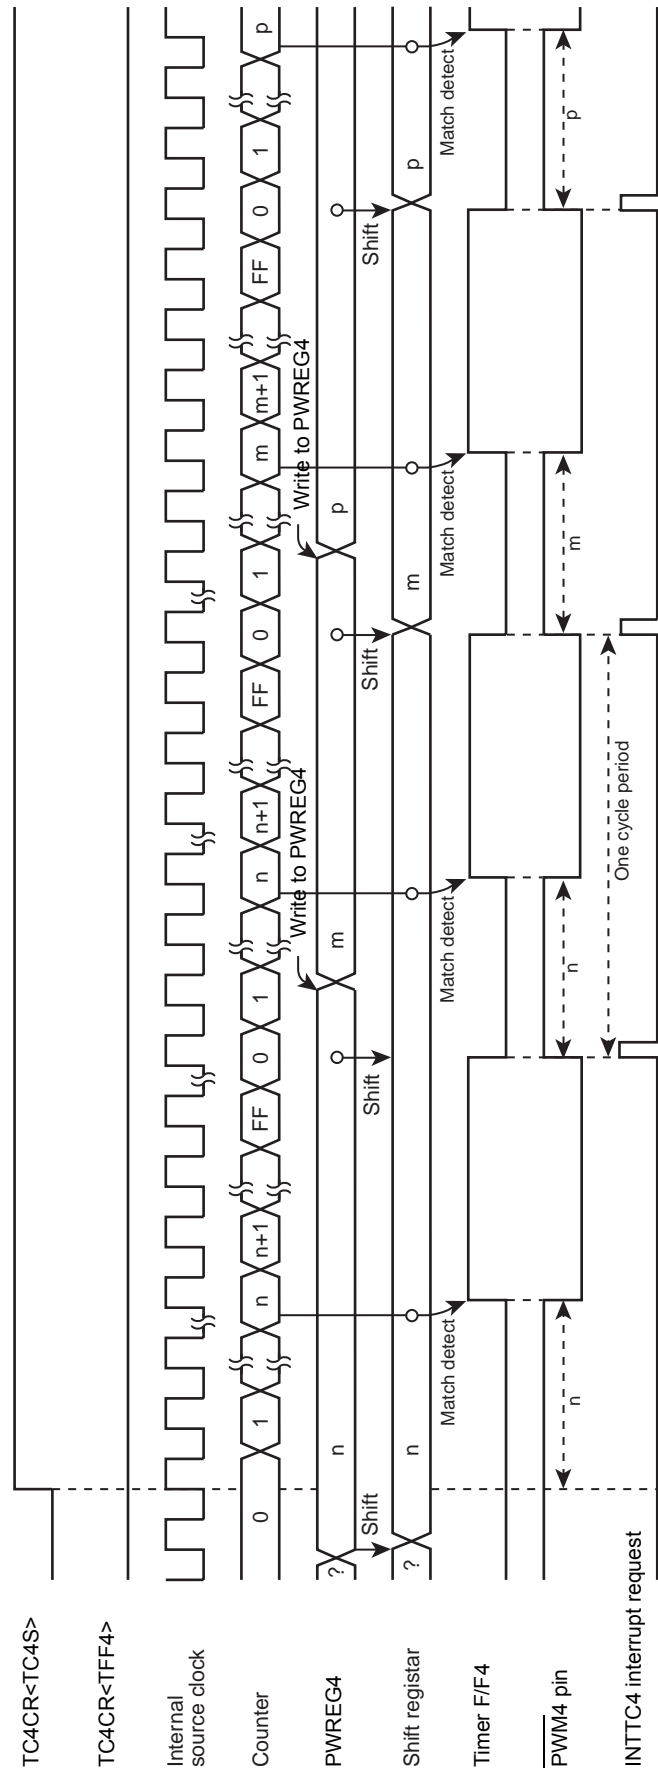 TC4CR<TC4S>
TC4CR<TFF4>
Internal
source clock
Counter
0
1
n
n+1
FF
0
1
n
n+1
FF
0
1
m
m+1
FF
0
1
p
Write to PWREG4
Write to PWREG4
PWREG4
?
n
m
p
Shift
Shift
Shift
Shift
Shift registar
?
n
m
p
Match detect
Match detect
Match detect
Match detect
Timer F/F4
PWM4 pin
n
n
m
p
One cycle period
INTTC4 interrupt request